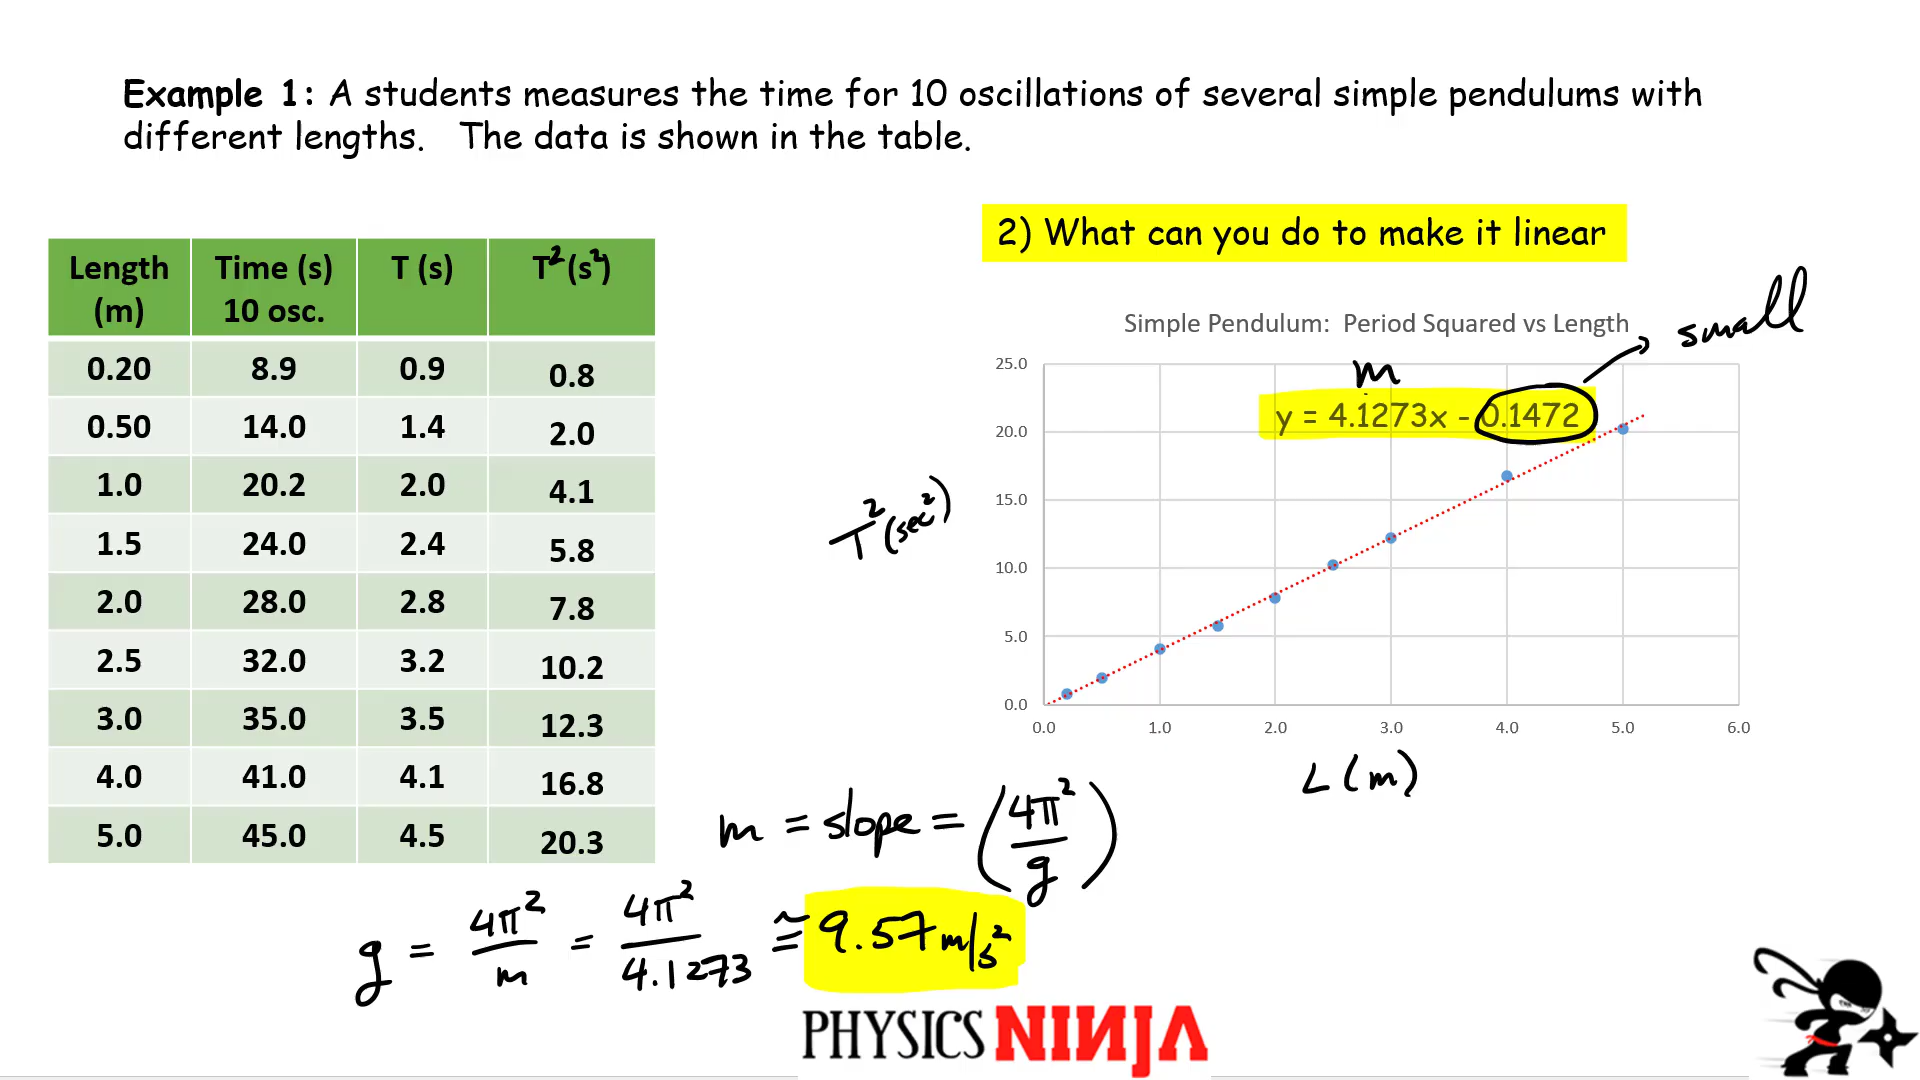 Example 1: A students measures the time for 10 oscillations of several simple pendulums with
different lengths. The data is shown in the table.
2) What can you do to make it linear
Length (m) Time (s) 10 osc. T (s) T² (s²)
0.20 8.9 0.9 0.8
0.50 14.0 1.4 2.0
1.0 20.2 2.0 4.1
1.5 24.0 2.4 5.8
2.0 28.0 2.8 7.8
2.5 32.0 3.2 10.2
3.0 35.0 3.5 12.3
4.0 41.0 4.1 16.8
5.0 45.0 4.5 20.3
small
Simple Pendulum: Period Squared vs Length
m
y = 4.1273x - 0.1472
25.0
20.0
15.0
10.0
5.0
0.0
0.0 1.0 2.0 3.0 4.0 5.0 6.0
T² (sec²)
L (m)
m = slope = (4π²/g)
g = 4π²/m = 4π²/4.1273 ≅ 9.57 m/s²
PHYSICS NINJA